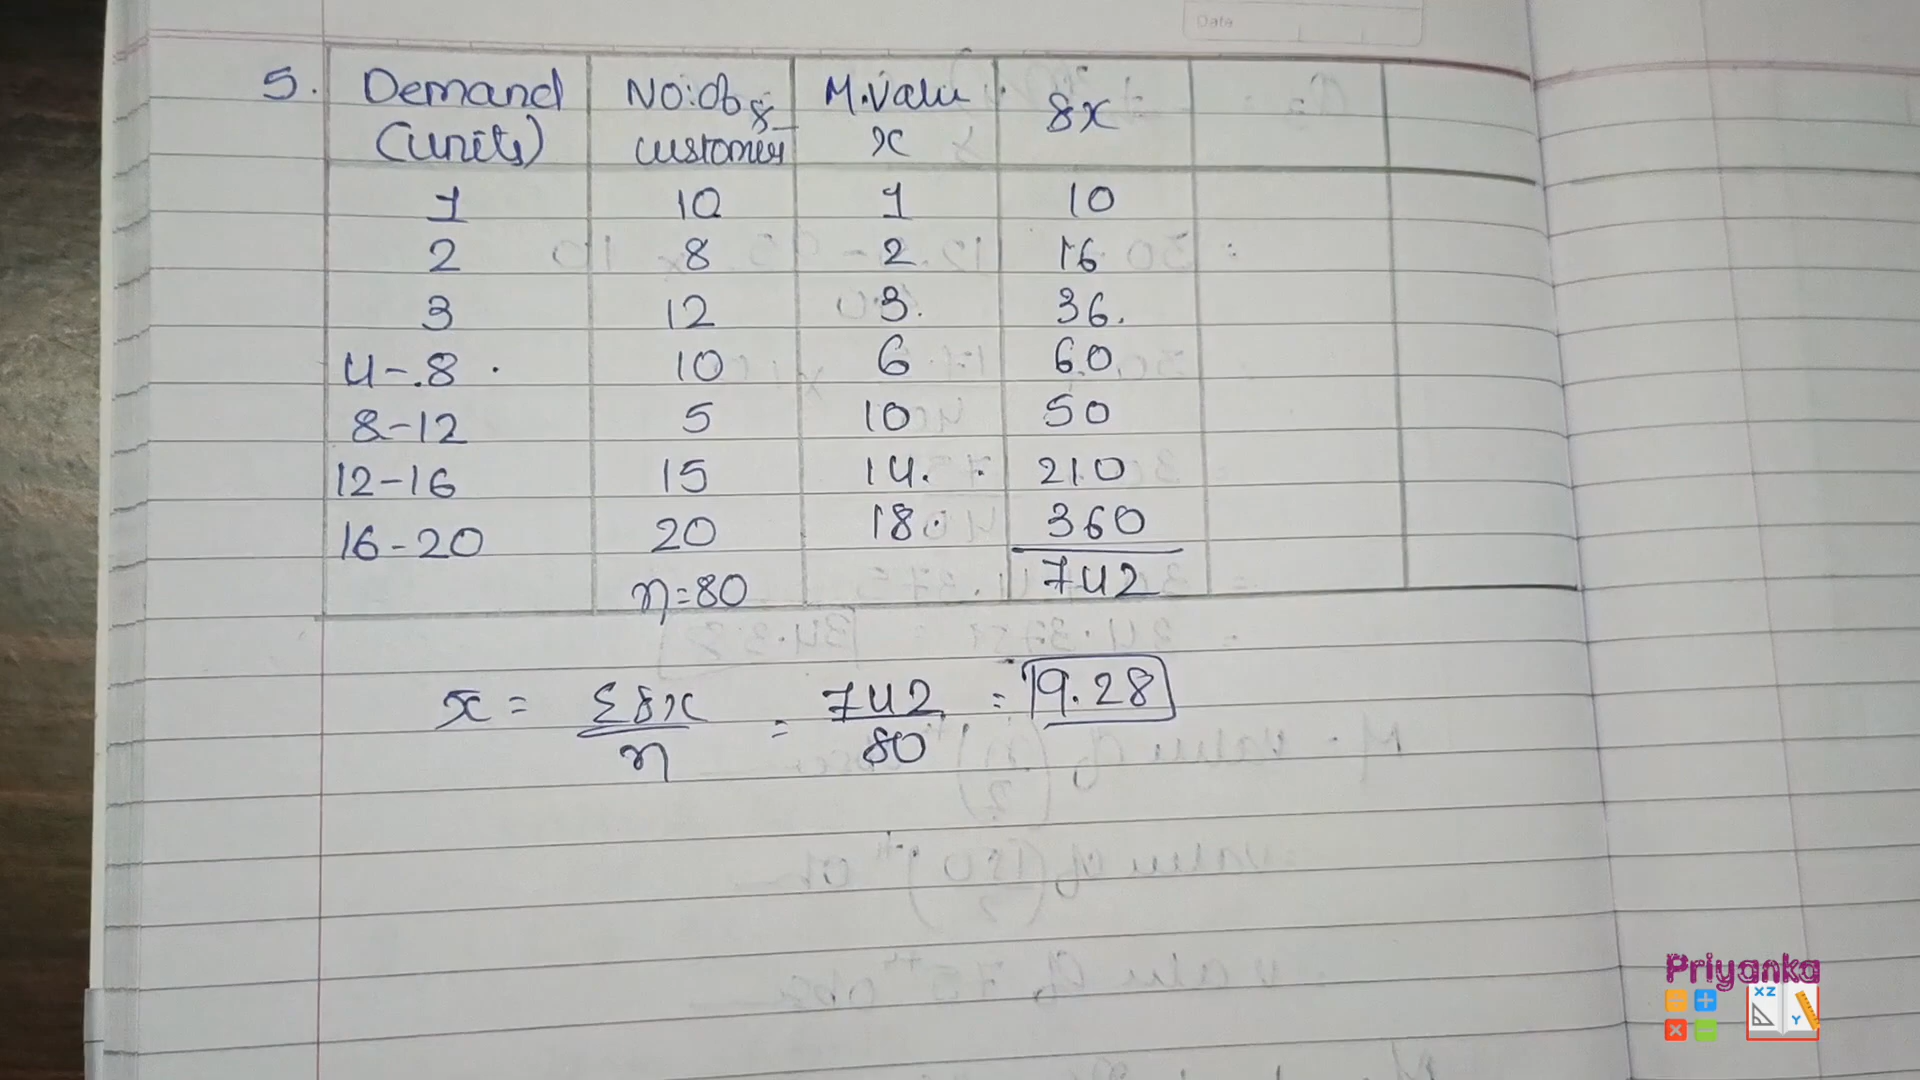 Date
5. Demand (units) No: of customer f M. Value x fx
1 10 1 10
2 8 2 16
3 12 3. 36.
4-.8 . 10 6 60
8-12 5 10 50
12-16 15 14. 210
16-20 20 18. 360
n=80 742
x = Σfx / n = 742 / 80 = 9.28
Priyanka
XZ
Y